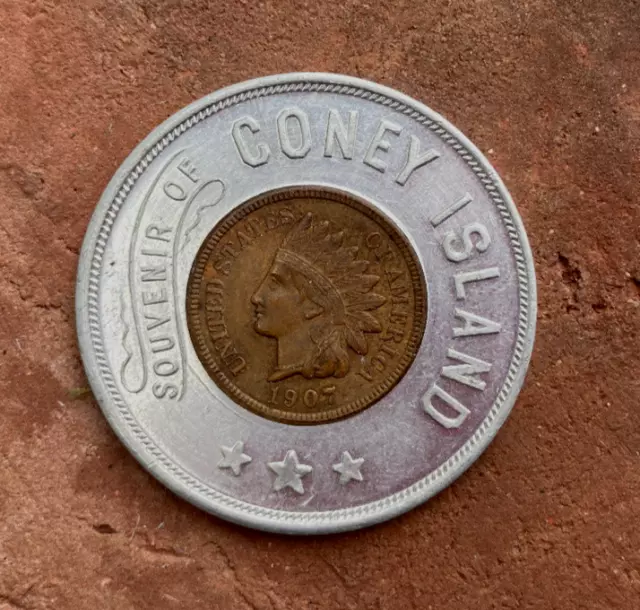 SOUVENIR OF
CONEY ISLAND
UNITED STATES OF AMERICA
1907